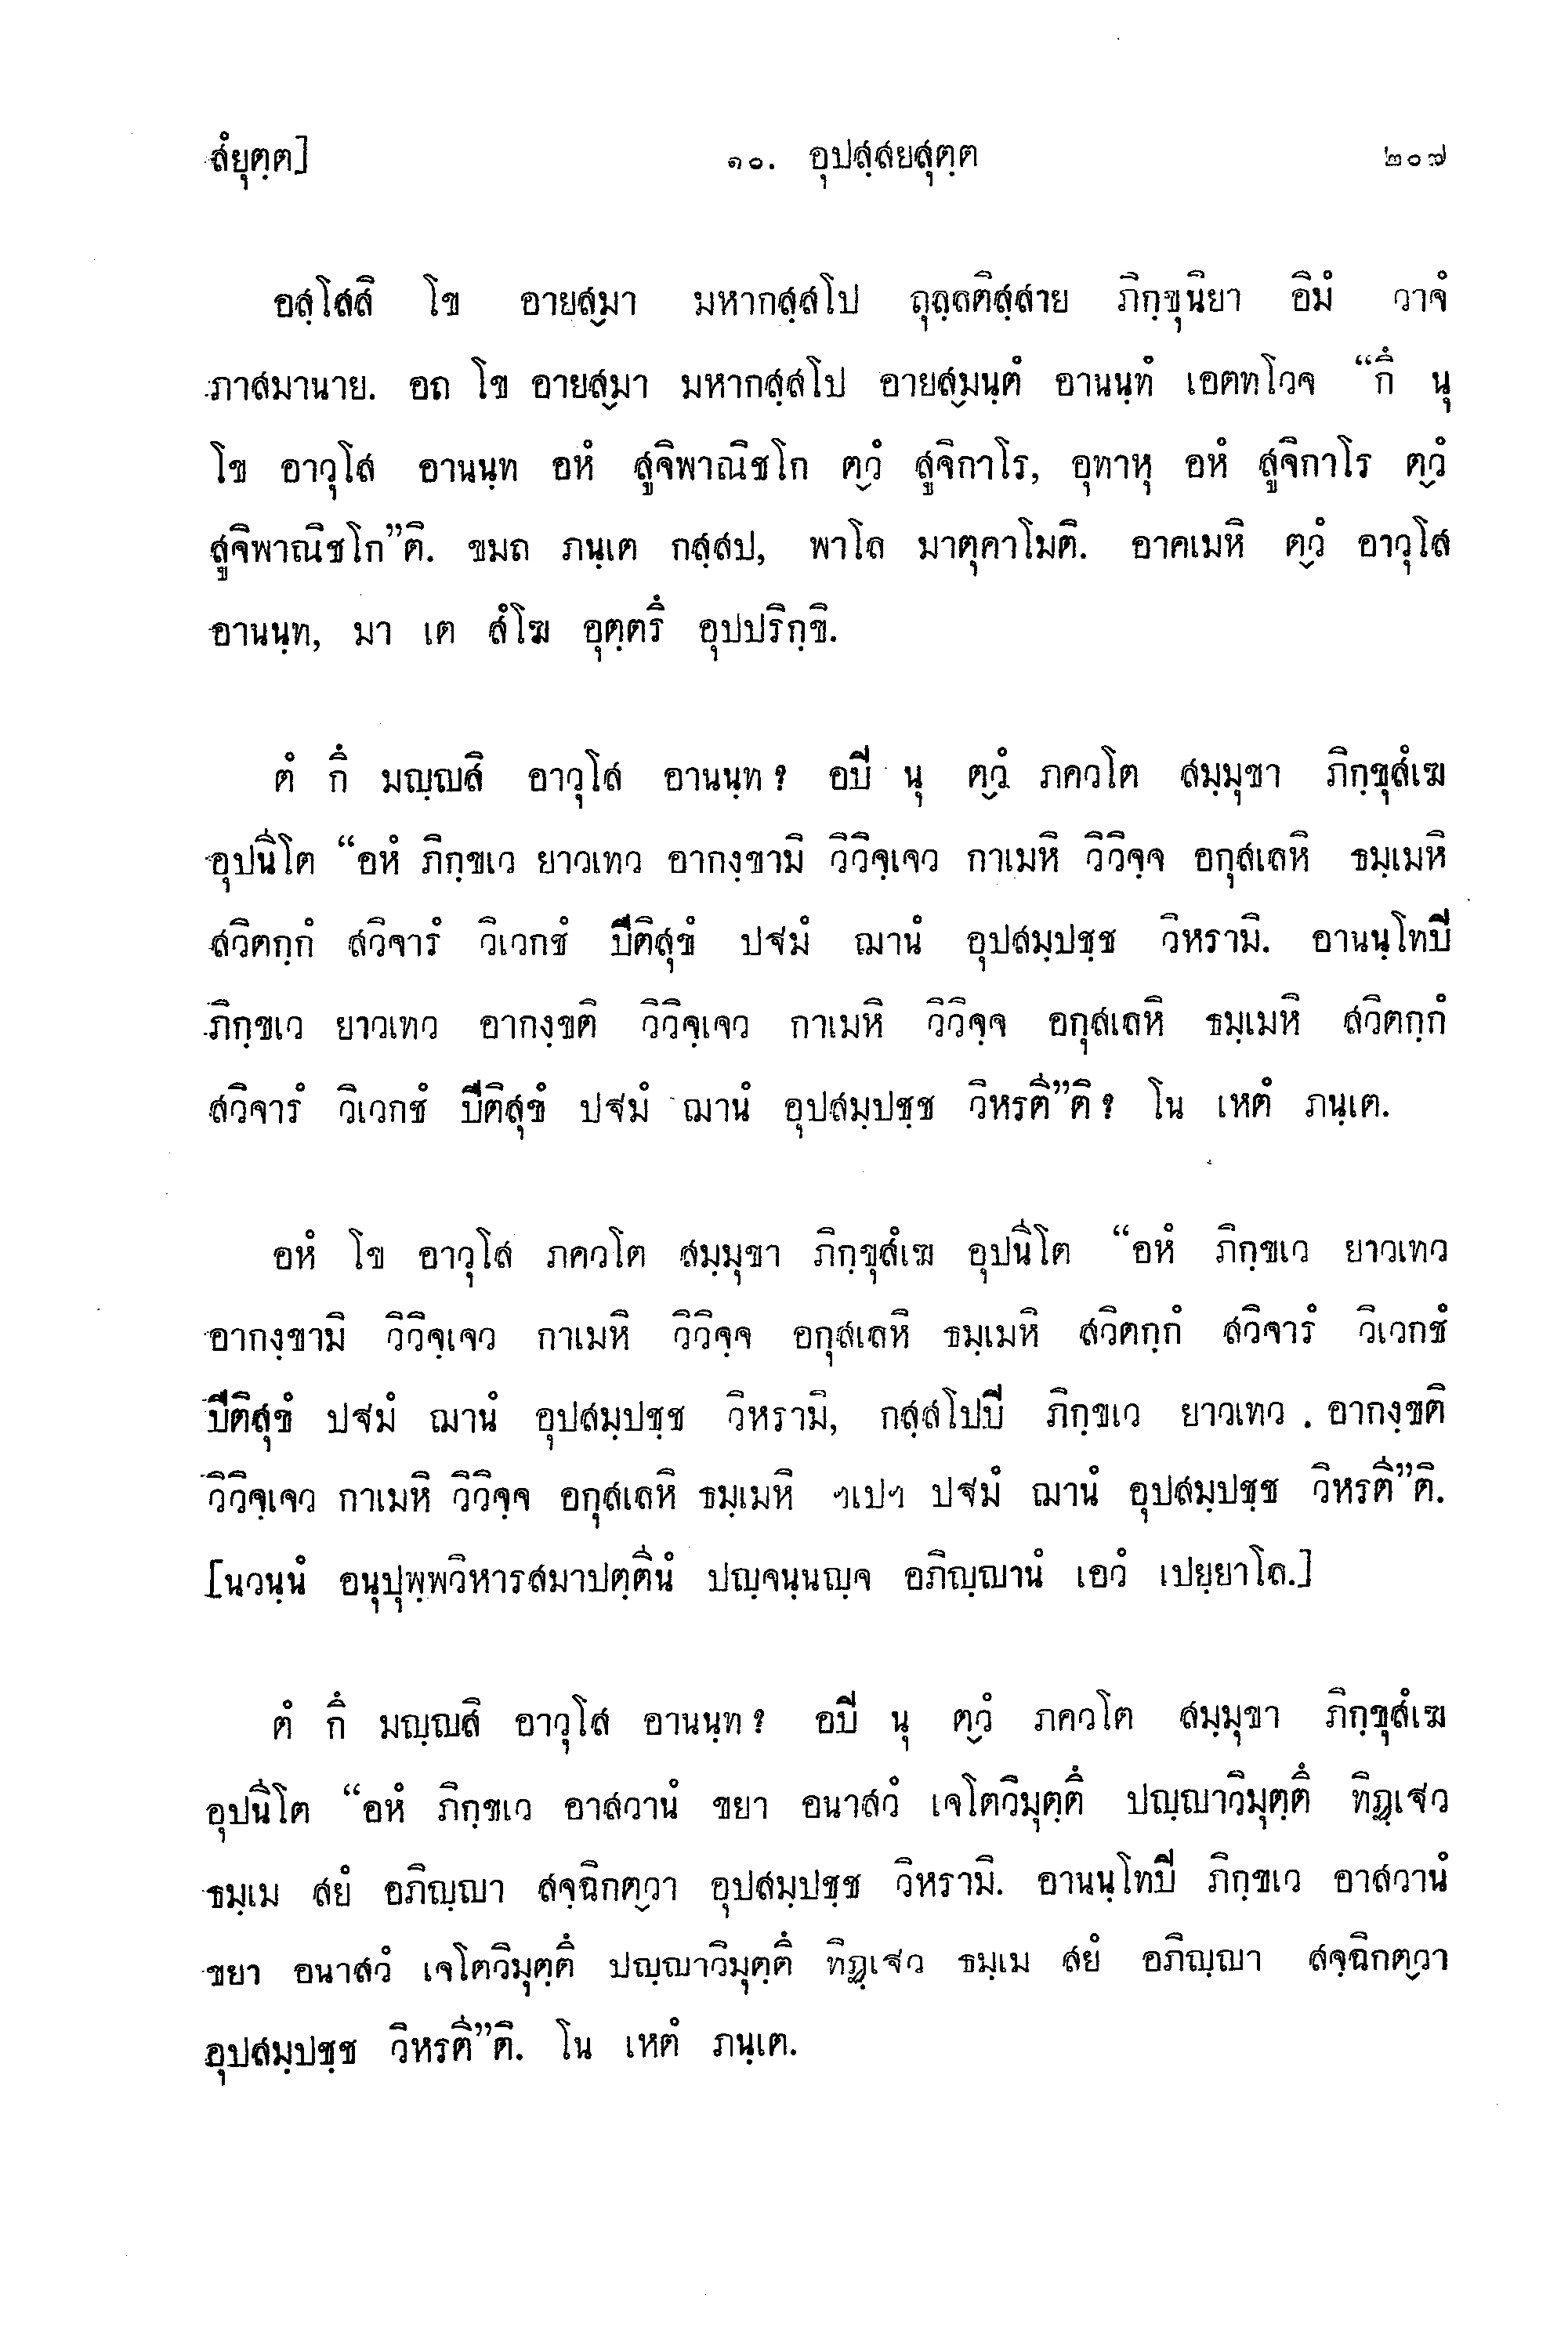 สํยุตฺต]
๑๐. อุปสฺสยสุตฺต
๒๐๗
อสฺโสสิ โข อายสฺมา มหากสฺสโป ถุลฺลติสฺสาย ภิกฺขุนิยา อิมํ วาจํ
ภาสมานาย. อถ โข อายสฺมา มหากสฺสโป อายสฺมนฺตํ อานนฺทํ เอตทโวจ “กึ นุ
โข อาวุโส อานนฺท อหํ สูจิพาณิชโก ตฺวํ สูจิกาโร, อุทาหุ อหํ สูจิกาโร ตฺวํ
สูจิพาณิชโก”ติ. ขมถ ภนฺเต กสฺสป, พาโล มาตุคาโมติ. อาคเมหิ ตฺวํ อาวุโส
อานนฺท, มา เต สํโฆ อุตฺตรึ อุปปริกฺขิ.
ตํ กึ มญฺญสิ อาวุโส อานนฺท? อปิ นุ ตฺวํ ภควโต สมฺมุขา ภิกฺขุสํเฆ
อุปนีโต “อหํ ภิกฺขเว ยาวเทว อากงฺขามิ วิวิจฺเจว กาเมหิ วิวิจฺจ อกุสเลหิ ธมฺเมหิ
สวิตกฺกํ สวิจารํ วิเวกชํ ปีติสุขํ ปฐมํ ฌานํ อุปสมฺปชฺช วิหรามิ. อานนฺโทปิ
ภิกฺขเว ยาวเทว อากงฺขติ วิวิจฺเจว กาเมหิ วิวิจฺจ อกุสเลหิ ธมฺเมหิ สวิตกฺกํ
สวิจารํ วิเวกชํ ปีติสุขํ ปฐมํ ฌานํ อุปสมฺปชฺช วิหรตี”ติ? โน เหตํ ภนฺเต.
อหํ โข อาวุโส ภควโต สมฺมุขา ภิกฺขุสํเฆ อุปนีโต “อหํ ภิกฺขเว ยาวเทว
อากงฺขามิ วิวิจฺเจว กาเมหิ วิวิจฺจ อกุสเลหิ ธมฺเมหิ สวิตกฺกํ สวิจารํ วิเวกชํ
ปีติสุขํ ปฐมํ ฌานํ อุปสมฺปชฺช วิหรามิ, กสฺสโปปิ ภิกฺขเว ยาวเทว . อากงฺขติ
วิวิจฺเจว กาเมหิ วิวิจฺจ อกุสเลหิ ธมฺเมหิ ฯเปฯ ปฐมํ ฌานํ อุปสมฺปชฺช วิหรตี”ติ.
[นวนฺนํ อนุปุพฺพวิหารสมาปตฺตีนํ ปญฺจนฺนญฺจ อภิญฺญานํ เอวํ เปยฺยาโล.]
ตํ กึ มญฺญสิ อาวุโส อานนฺท? อปิ นุ ตฺวํ ภควโต สมฺมุขา ภิกฺขุสํเฆ
อุปนีโต “อหํ ภิกฺขเว อาสวานํ ขยา อนาสวํ เจโตวิมุตฺตึ ปญฺญาวิมุตฺตึ ทิฏฺเฐว
ธมฺเม สยํ อภิญฺญา สจฺฉิกตฺวา อุปสมฺปชฺช วิหรามิ. อานนฺโทปิ ภิกฺขเว อาสวานํ
ขยา อนาสวํ เจโตวิมุตฺตึ ปญฺญาวิมุตฺตึ ทิฏฺเฐว ธมฺเม สยํ อภิญฺญา สจฺฉิกตฺวา
อุปสมฺปชฺช วิหรตี”ติ. โน เหตํ ภนฺเต.